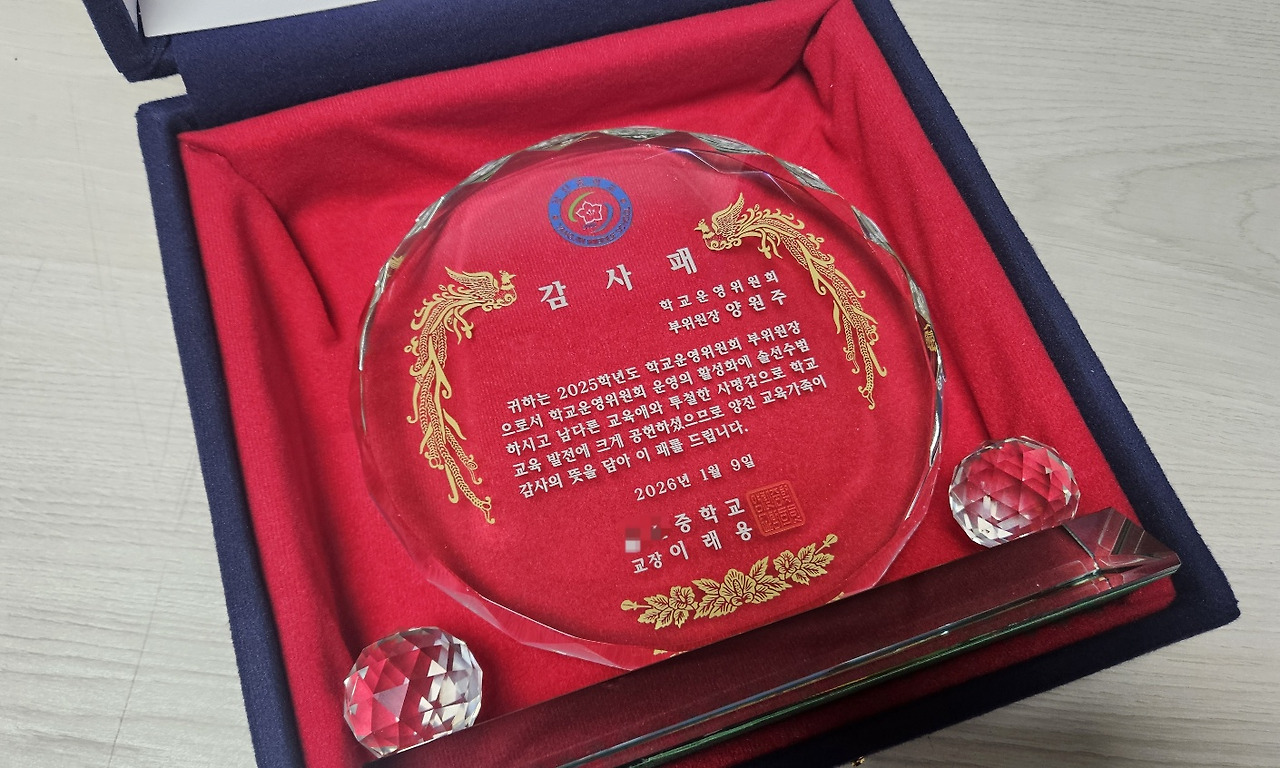 감사패
학교운영위원회
부위원장 양원주
귀하는 2025학년도 학교운영위원회 부위원장
으로서 학교운영위원회 운영의 활성화에 솔선수범
하시고 남다른 교육애와 투철한 사명감으로 학교
교육 발전에 크게 공헌하셨으므로 양진 교육가족이
감사의 뜻을 담아 이 패를 드립니다.
2026년 1월 9일
중학교
교장 이래용